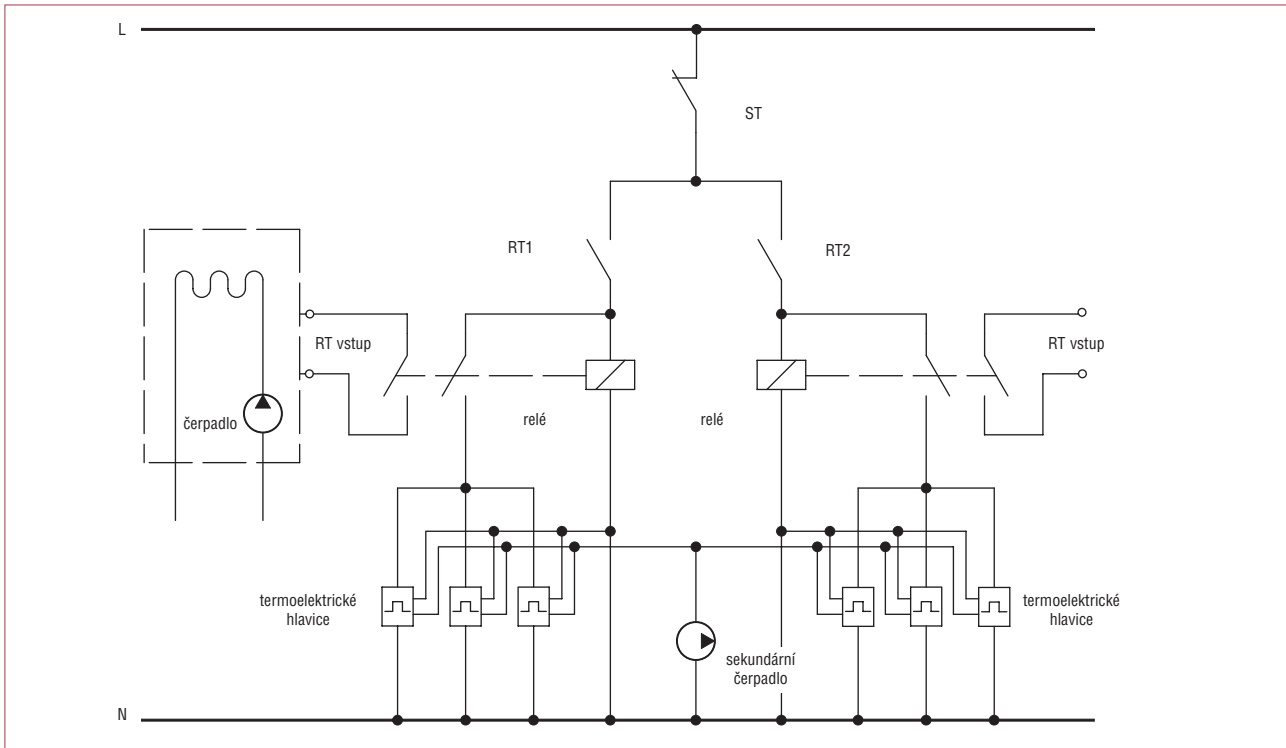 L
ST
RT1
RT2
RT vstup
RT vstup
čerpadlo
relé
relé
termoelektrické
hlavice
termoelektrické
hlavice
sekundární
čerpadlo
N